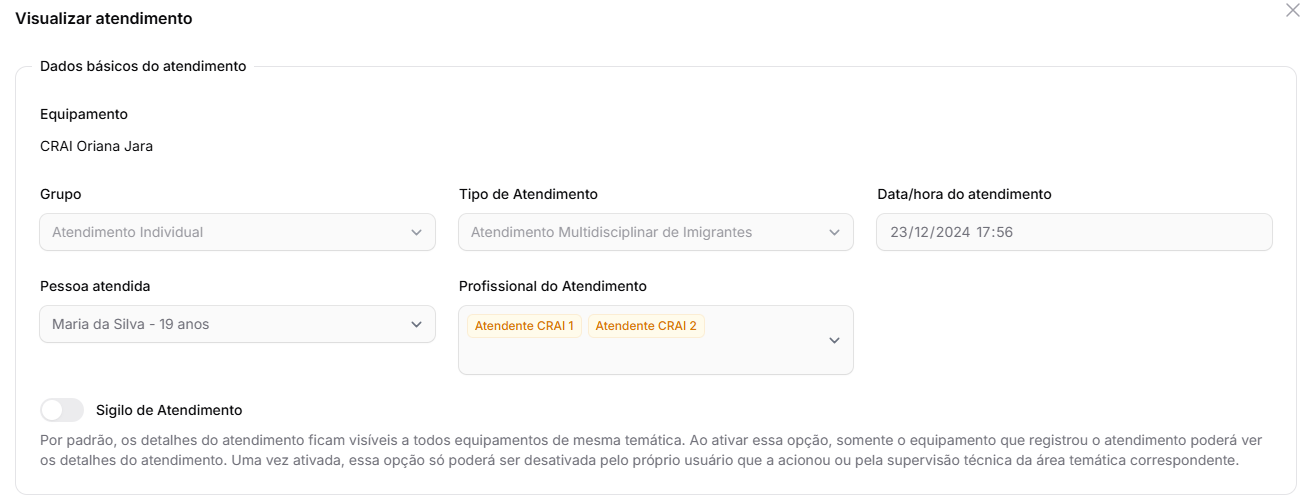 Visualizar atendimento
Dados básicos do atendimento
Equipamento
CRAI Oriana Jara
Grupo
Tipo de Atendimento
Data/hora do atendimento
Atendimento Individual
Atendimento Multidisciplinar de Imigrantes
23/12/2024 17:56
Pessoa atendida
Profissional do Atendimento
Maria da Silva - 19 anos
Atendente CRAI 1
Atendente CRAI 2
Sigilo de Atendimento
Por padrão, os detalhes do atendimento ficam visíveis a todos equipamentos de mesma temática. Ao ativar essa opção, somente o equipamento que registrou o atendimento poderá ver
os detalhes do atendimento. Uma vez ativada, essa opção só poderá ser desativada pelo próprio usuário que a acionou ou pela supervisão técnica da área temática correspondente.